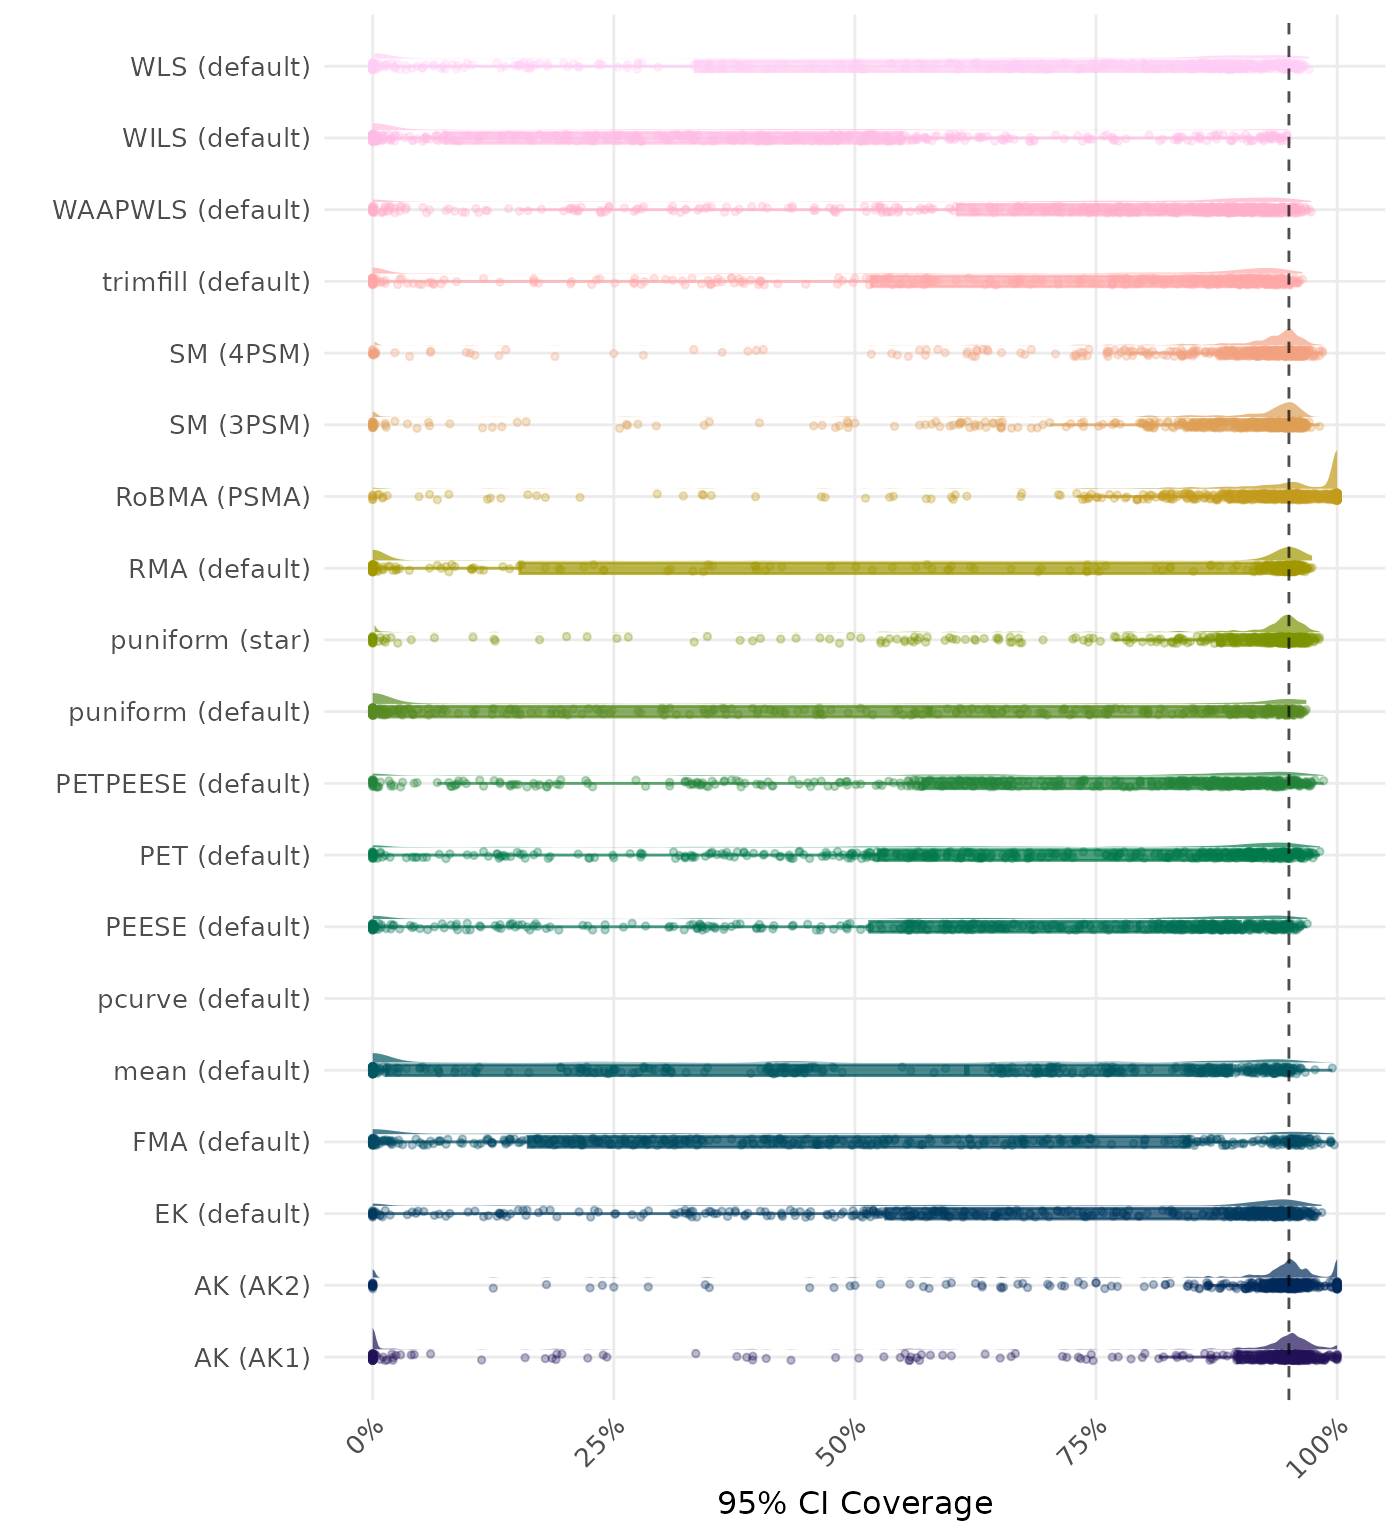 WLS (default)
WILS (default)
WAAPWLS (default)
trimfill (default)
SM (4PSM)
SM (3PSM)
RoBMA (PSMA)
RMA (default)
puniform (star)
puniform (default)
PETPEESE (default)
PET (default)
PEESE (default)
pcurve (default)
mean (default)
FMA (default)
EK (default)
AK (AK2)
AK (AK1)
0%
25%
50%
75%
100%
95% CI Coverage